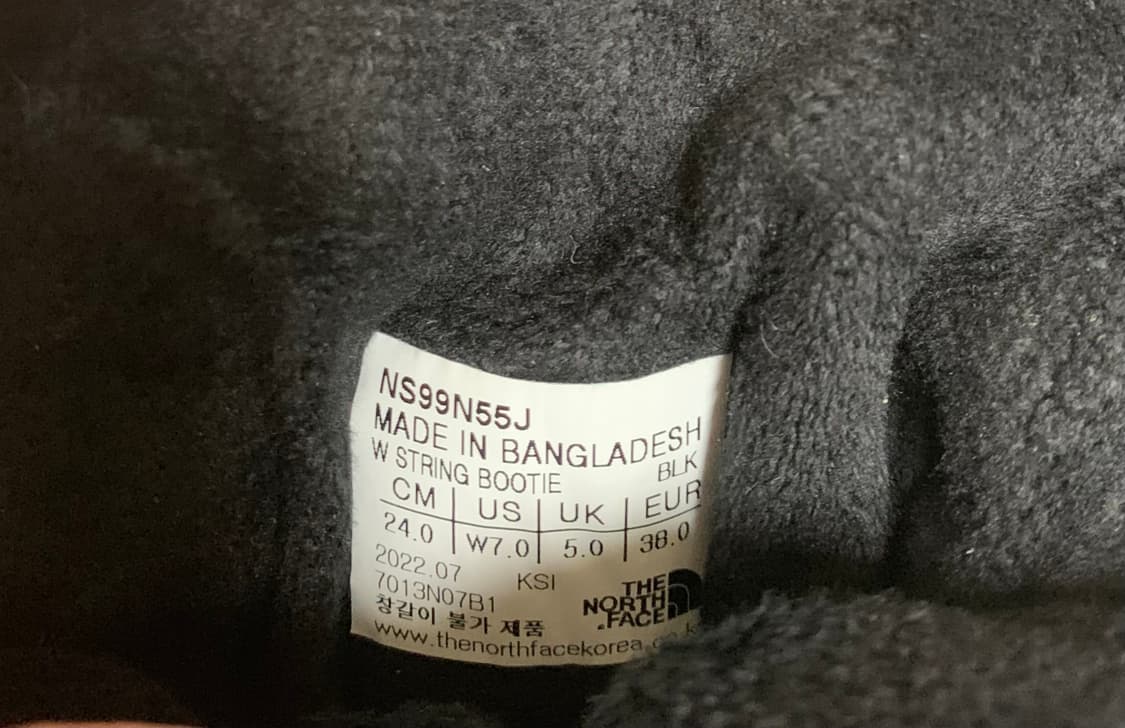 NS99N55J
MADE IN BANGLADESH
W STRING BOOTIE BLK
CM US UK EUR
24.0 W7.0 5.0 38.0
2022.07 KSI
7013N07B1
창갈이 불가 제품
THE NORTH FACE
www.thenorthfacekorea.co.k